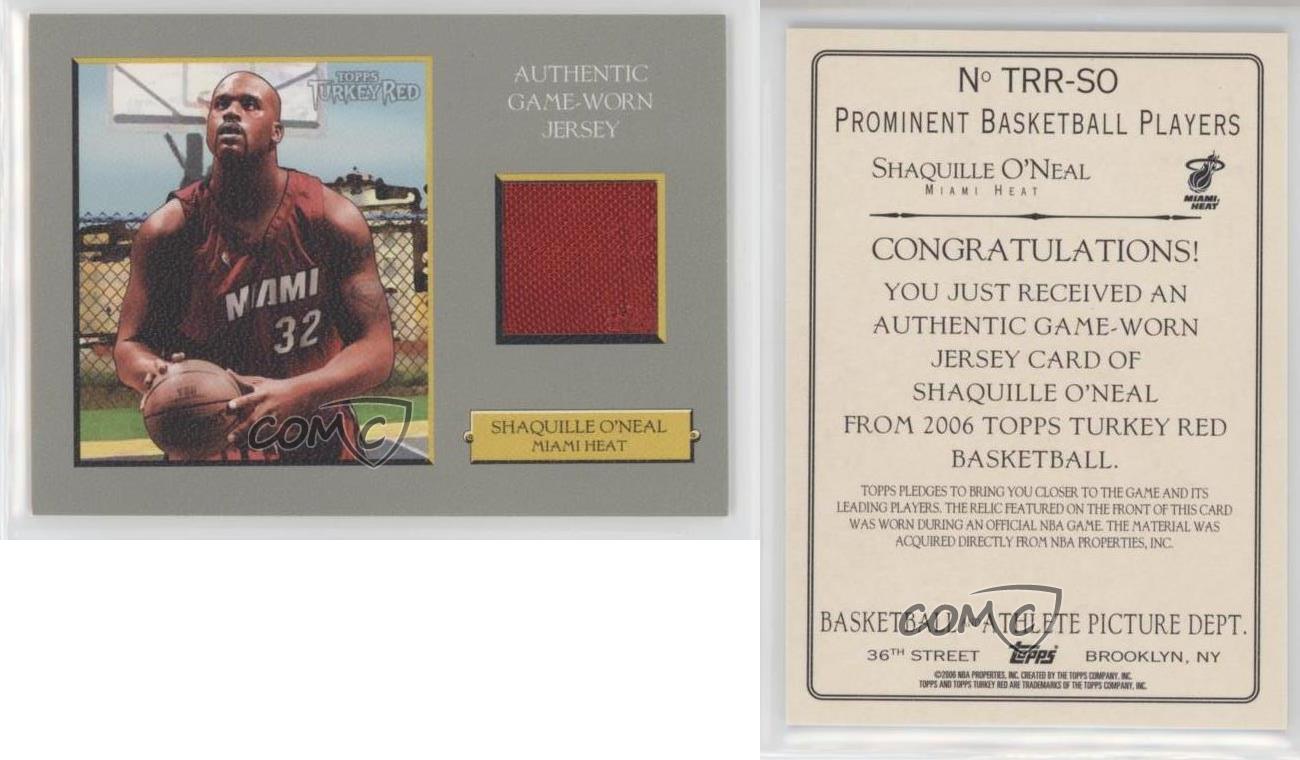 TOPPS
TURKEY RED
AUTHENTIC
GAME-WORN
JERSEY
MIAMI
32
COMC
SHAQUILLE O'NEAL
MIAMI HEAT
Nº TRR-SO
PROMINENT BASKETBALL PLAYERS
SHAQUILLE O'NEAL
MIAMI HEAT
MIAMI
HEAT
CONGRATULATIONS!
YOU JUST RECEIVED AN
AUTHENTIC GAME-WORN
JERSEY CARD OF
SHAQUILLE O'NEAL
FROM 2006 TOPPS TURKEY RED
BASKETBALL.
TOPPS PLEDGES TO BRING YOU CLOSER TO THE GAME AND ITS
LEADING PLAYERS. THE RELIC FEATURED ON THE FRONT OF THIS CARD
WAS WORN DURING AN OFFICIAL NBA GAME. THE MATERIAL WAS
ACQUIRED DIRECTLY FROM NBA PROPERTIES, INC.
COMC
BASKETBALL ATHLETE PICTURE DEPT.
36TH STREET topps BROOKLYN, NY
©2006 NBA PROPERTIES, INC. CREATED BY THE TOPPS COMPANY, INC.
TOPPS AND TOPPS TURKEY RED ARE TRADEMARKS OF THE TOPPS COMPANY, INC.